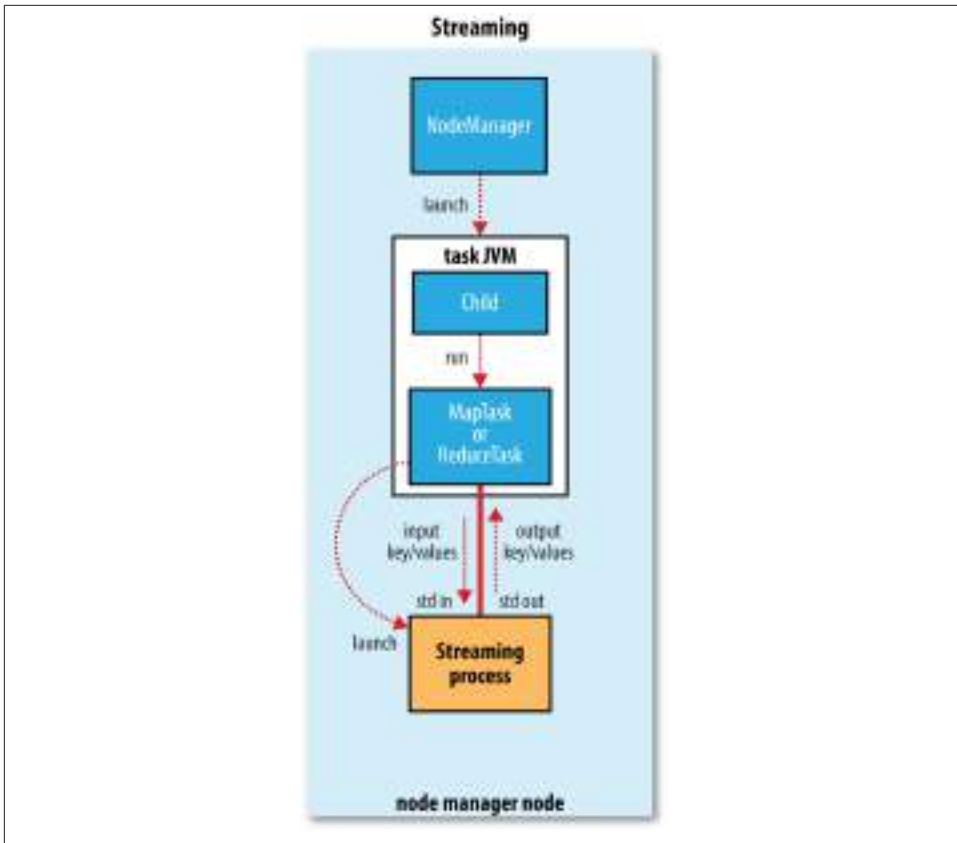 Streaming
NodeManager
launch
task JVM
Child
run
MapTask
or
ReduceTask
input
key/values
output
key/values
std in
std out
launch
Streaming
process
node manager node